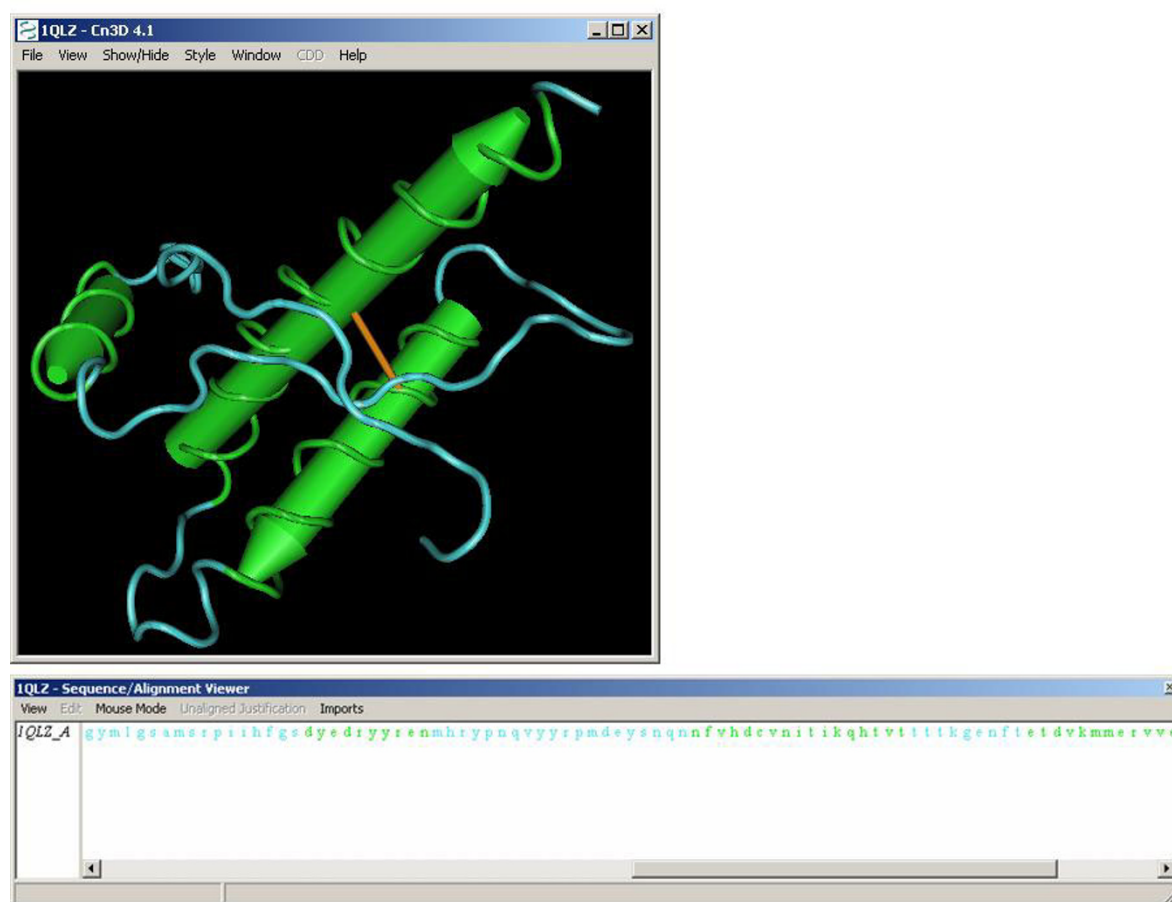 1QLZ - Cn3D 4.1
File View Show/Hide Style Window CDD Help
1QLZ - Sequence/Alignment Viewer
View Edit Mouse Mode Unaligned Justification Imports
1QLZ_A gymlgsamsrpiihfgsdyedryyrenmhrypnqvyyrpmdeysnqnnfvhdcvnitikqhtvtttttkgenftetdvkmmervve